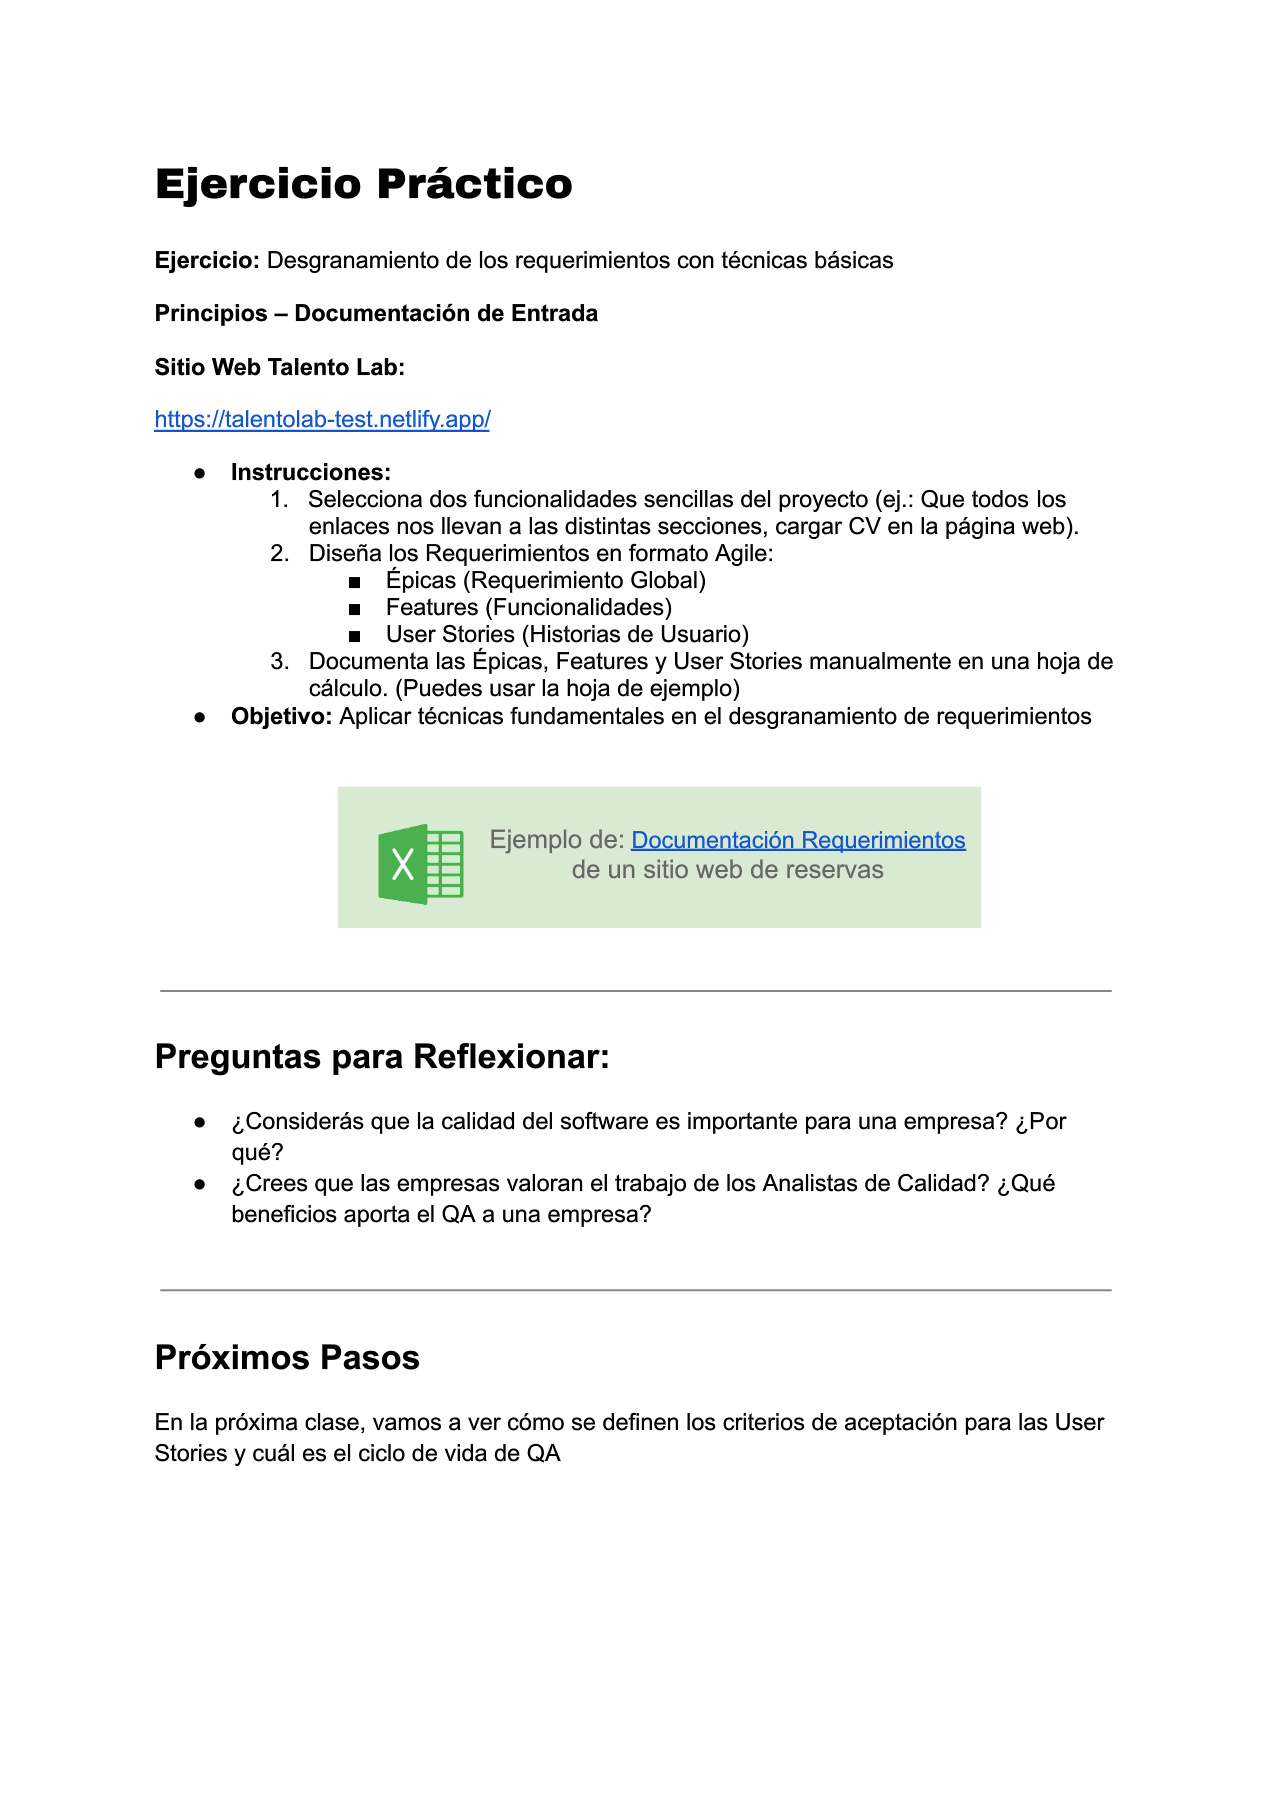 Ejercicio Práctico
Ejercicio: Desgranamiento de los requerimientos con técnicas básicas
Principios – Documentación de Entrada
Sitio Web Talento Lab:
https://talentolab-test.netlify.app/
● Instrucciones:
1. Selecciona dos funcionalidades sencillas del proyecto (ej.: Que todos los
enlaces nos llevan a las distintas secciones, cargar CV en la página web).
2. Diseña los Requerimientos en formato Agile:
■ Épicas (Requerimiento Global)
■ Features (Funcionalidades)
■ User Stories (Historias de Usuario)
3. Documenta las Épicas, Features y User Stories manualmente en una hoja de
cálculo. (Puedes usar la hoja de ejemplo)
● Objetivo: Aplicar técnicas fundamentales en el desgranamiento de requerimientos
X
Ejemplo de: Documentación Requerimientos
de un sitio web de reservas
Preguntas para Reflexionar:
● ¿Considerás que la calidad del software es importante para una empresa? ¿Por
qué?
● ¿Crees que las empresas valoran el trabajo de los Analistas de Calidad? ¿Qué
beneficios aporta el QA a una empresa?
Próximos Pasos
En la próxima clase, vamos a ver cómo se definen los criterios de aceptación para las User
Stories y cuál es el ciclo de vida de QA